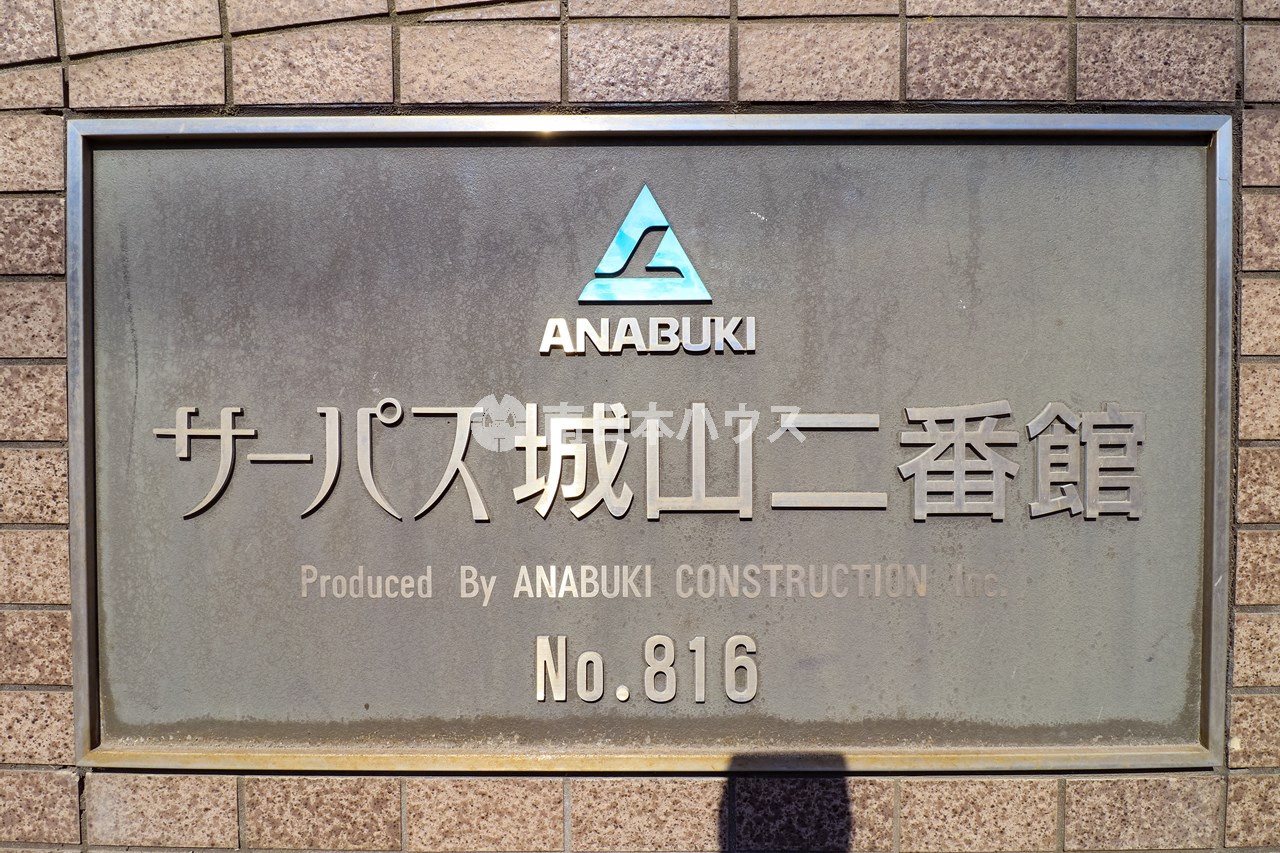 ANABUKI
サーパス城山二番館
Produced By ANABUKI CONSTRUCTION Inc.
No.816